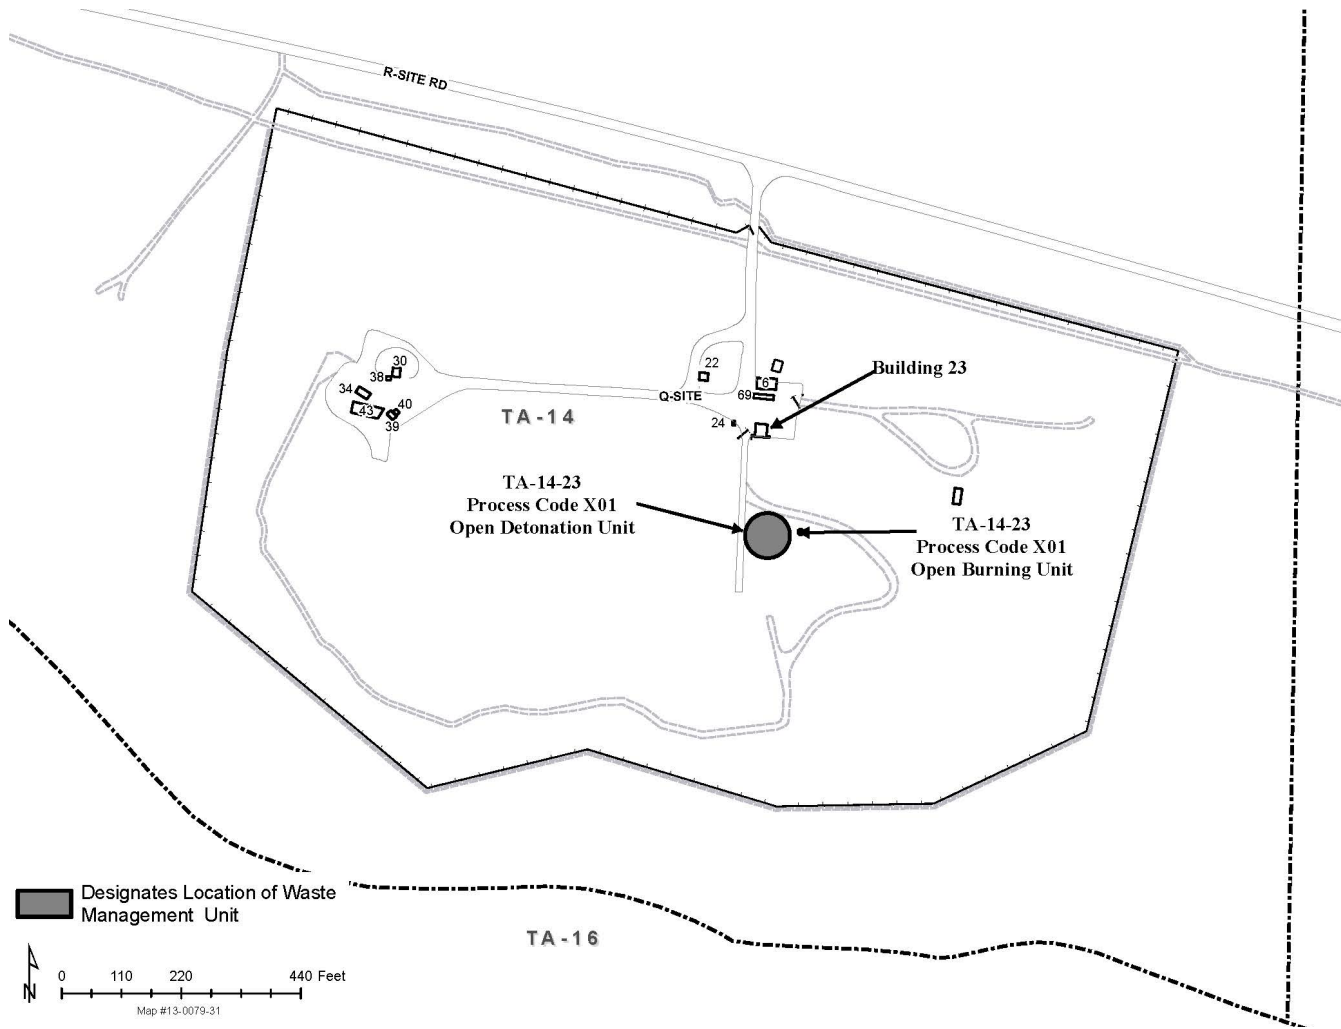 R-SITE RD
30
38
34
43
40
39
22
6
69
Q-SITE
24
Building 23
TA-14
TA-14-23
Process Code X01
Open Detonation Unit
TA-14-23
Process Code X01
Open Burning Unit
Designates Location of Waste
Management Unit
TA-16
N
0 110 220 440 Feet
Map #13-0079-31